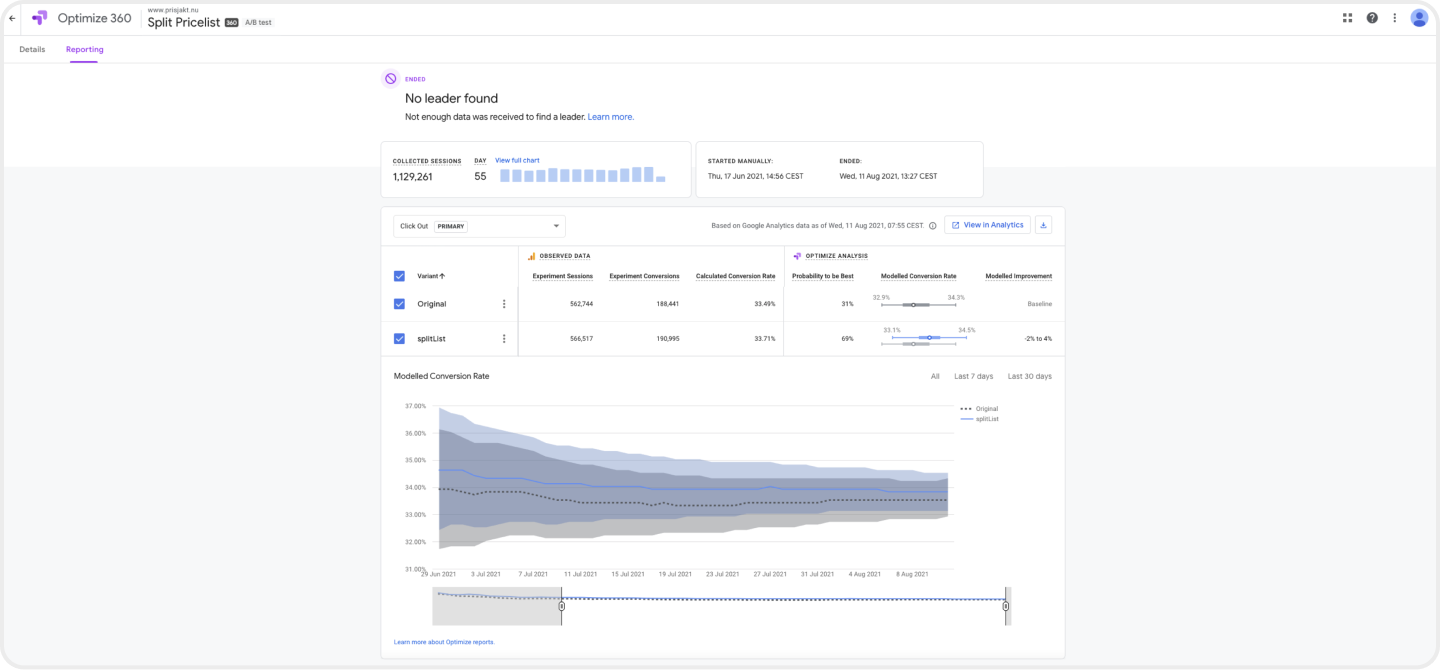 www.prisjakt.nu
Optimize 360
Split Pricelist 360 A/B test
Details Reporting
ENDED
No leader found
Not enough data was received to find a leader. Learn more.
COLLECTED SESSIONS DAY View full chart
1,129,261 55
STARTED MANUALLY: ENDED:
Thu, 17 Jun 2021, 14:56 CEST Wed, 11 Aug 2021, 13:27 CEST
Click Out PRIMARY
Based on Google Analytics data as of Wed, 11 Aug 2021, 07:55 CEST. View in Analytics
OBSERVED DATA OPTIMIZE ANALYSIS
Variant Experiment Sessions Experiment Conversions Calculated Conversion Rate Probability to be Best Modelled Conversion Rate Modelled Improvement
32.9% 34.3%
Original 562,744 188,441 33.49% 31% Baseline
33.1% 34.5%
splitList 566,517 190,995 33.71% 69% -2% to 4%
Modelled Conversion Rate All Last 7 days Last 30 days
37.00%
Original
splitList
36.00%
35.00%
34.00%
33.00%
32.00%
31.00%
29 Jun 2021 3 Jul 2021 7 Jul 2021 11 Jul 2021 15 Jul 2021 19 Jul 2021 23 Jul 2021 27 Jul 2021 31 Jul 2021 4 Aug 2021 8 Aug 2021
Learn more about Optimize reports.